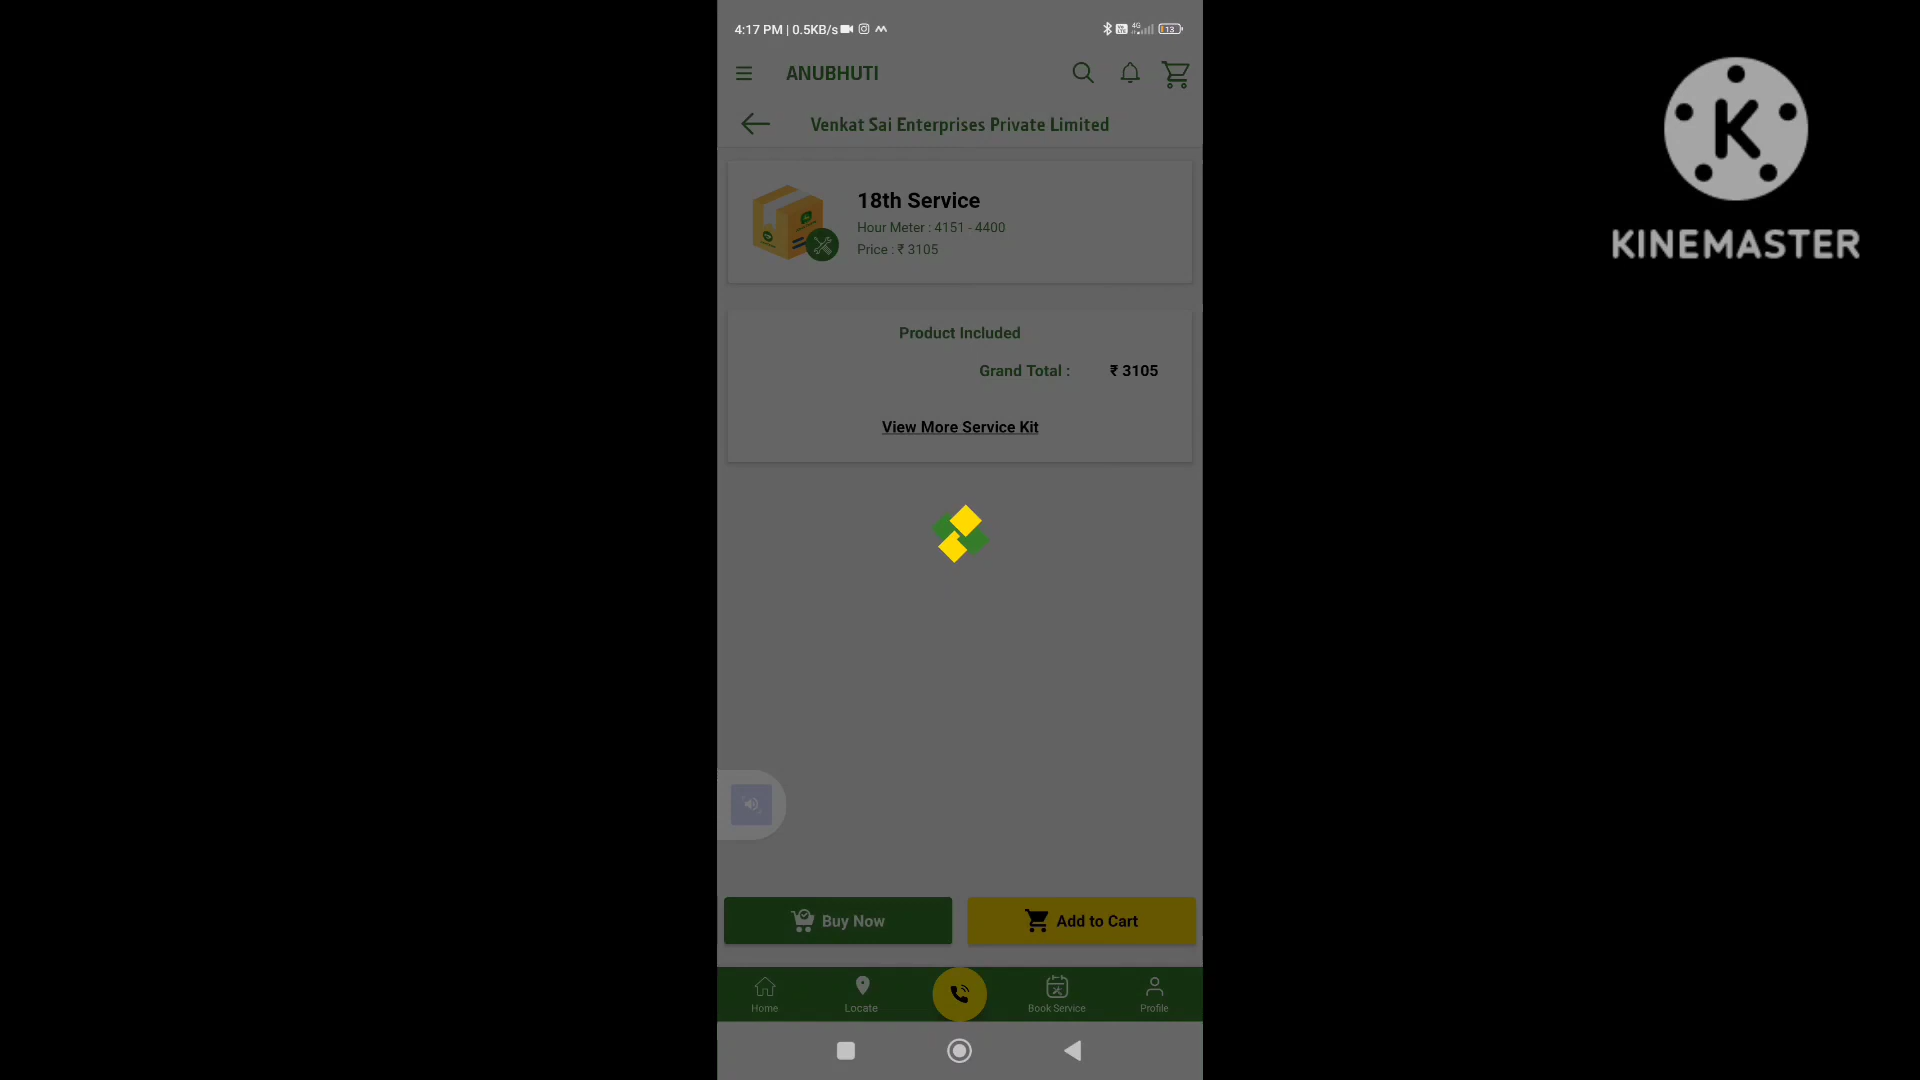 4:17 PM | 0.5KB/s
4G
13
ANUBHUTI
Venkat Sai Enterprises Private Limited
18th Service
Hour Meter : 4151 - 4400
Price : ₹ 3105
Product Included
Grand Total : ₹ 3105
View More Service Kit
Buy Now
Add to Cart
Home
Locate
Book Service
Profile
K
KINEMASTER